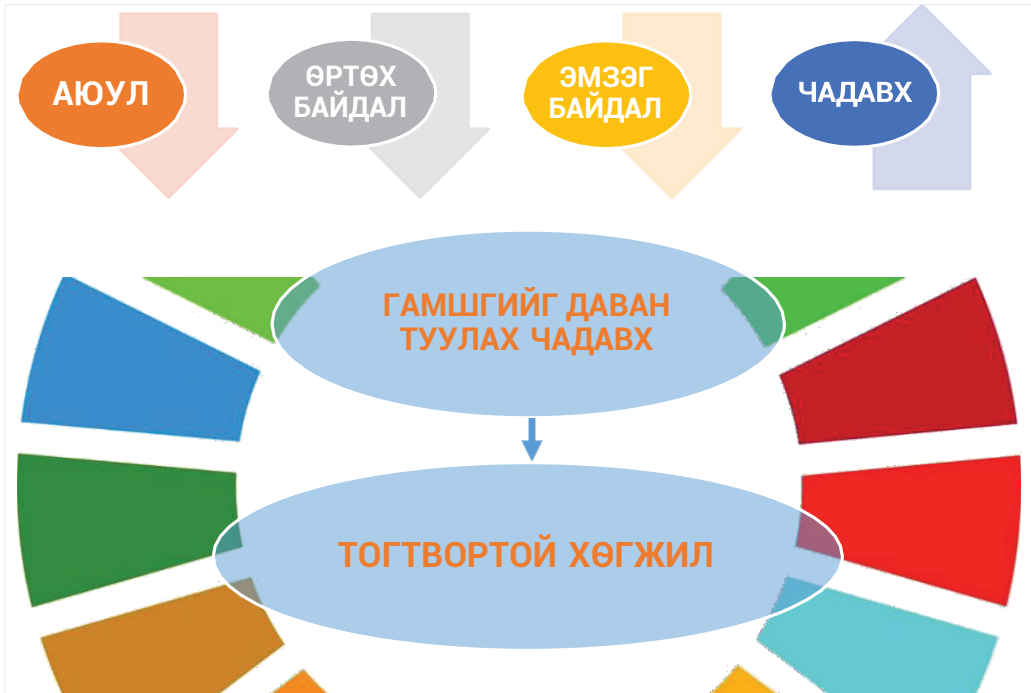 АЮУЛ
ӨРТӨХ
БАЙДАЛ
ЭМЗЭГ
БАЙДАЛ
ЧАДАВХ
ГАМШГИЙГ ДАВАН
ТУУЛАХ ЧАДАВХ
ТОГТВОРТОЙ ХӨГЖИЛ